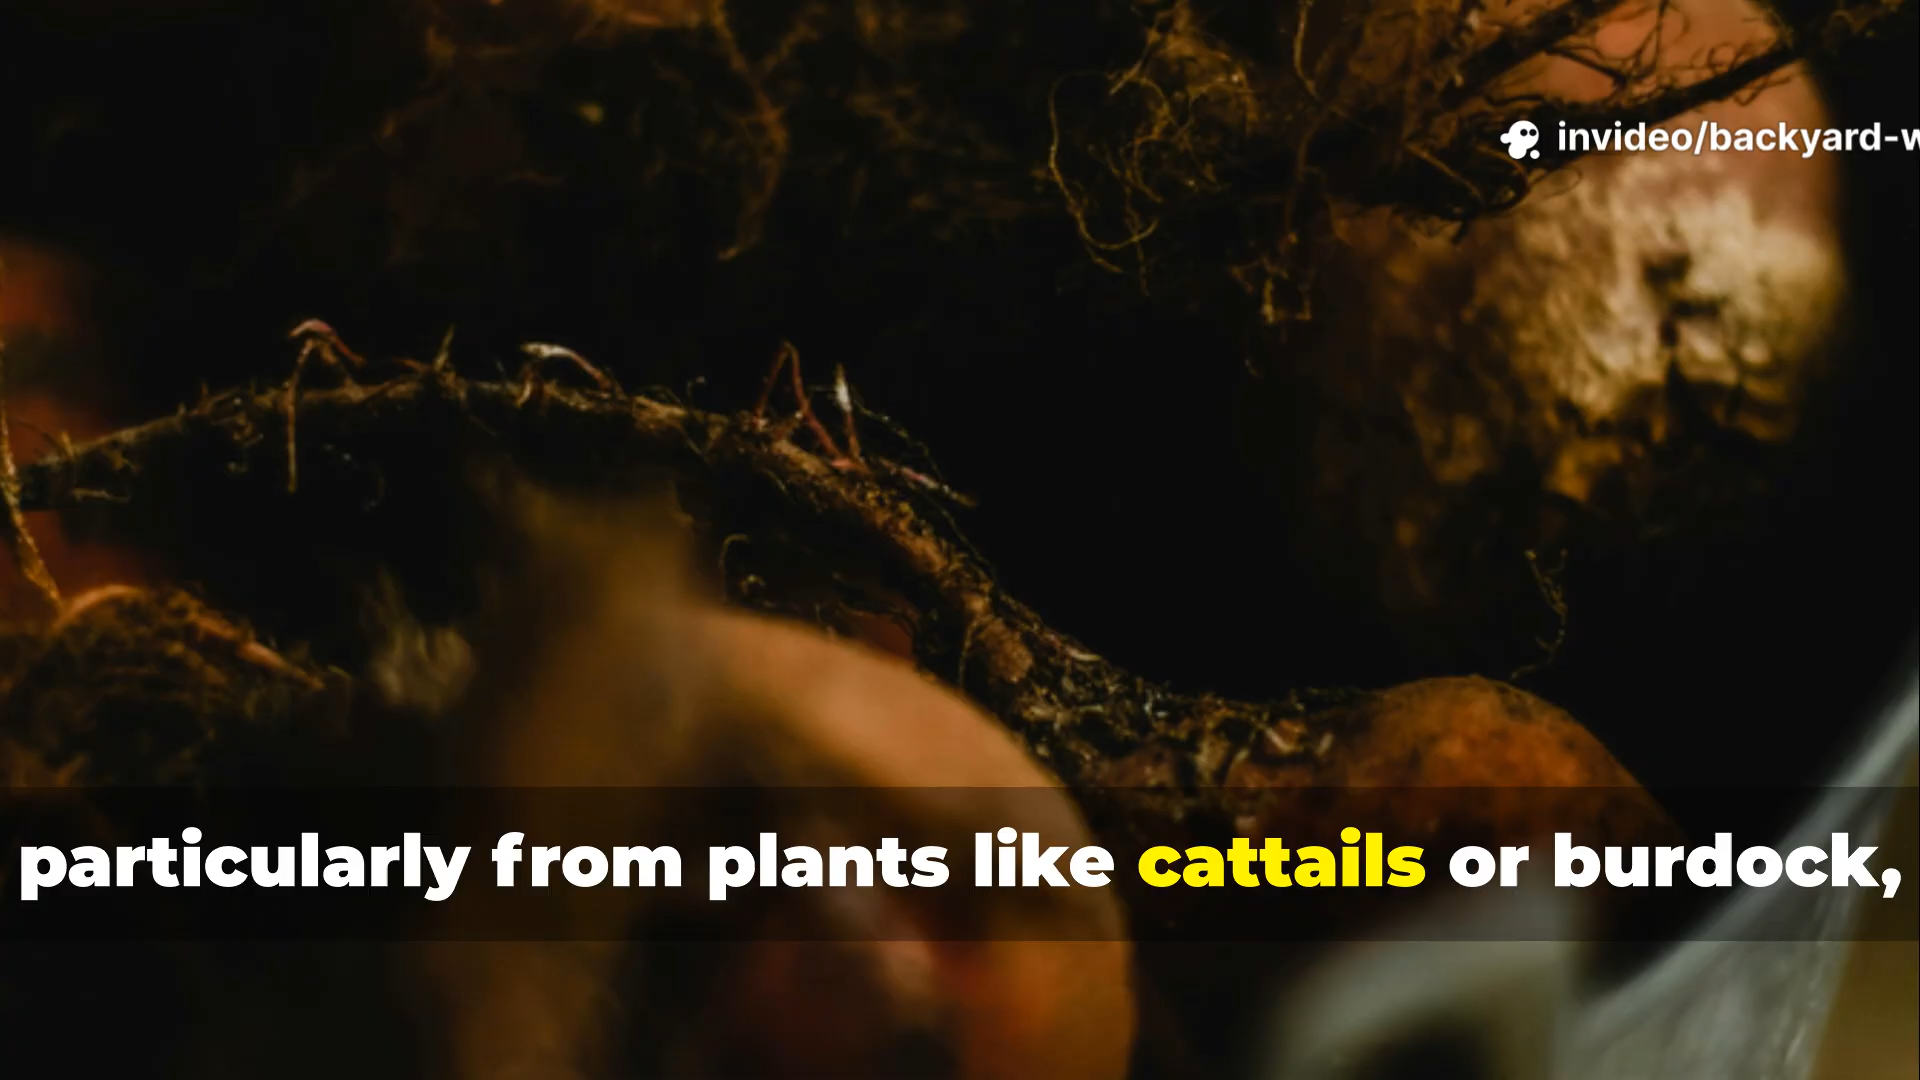 invideo/backyard-w
particularly from plants like cattails or burdock,